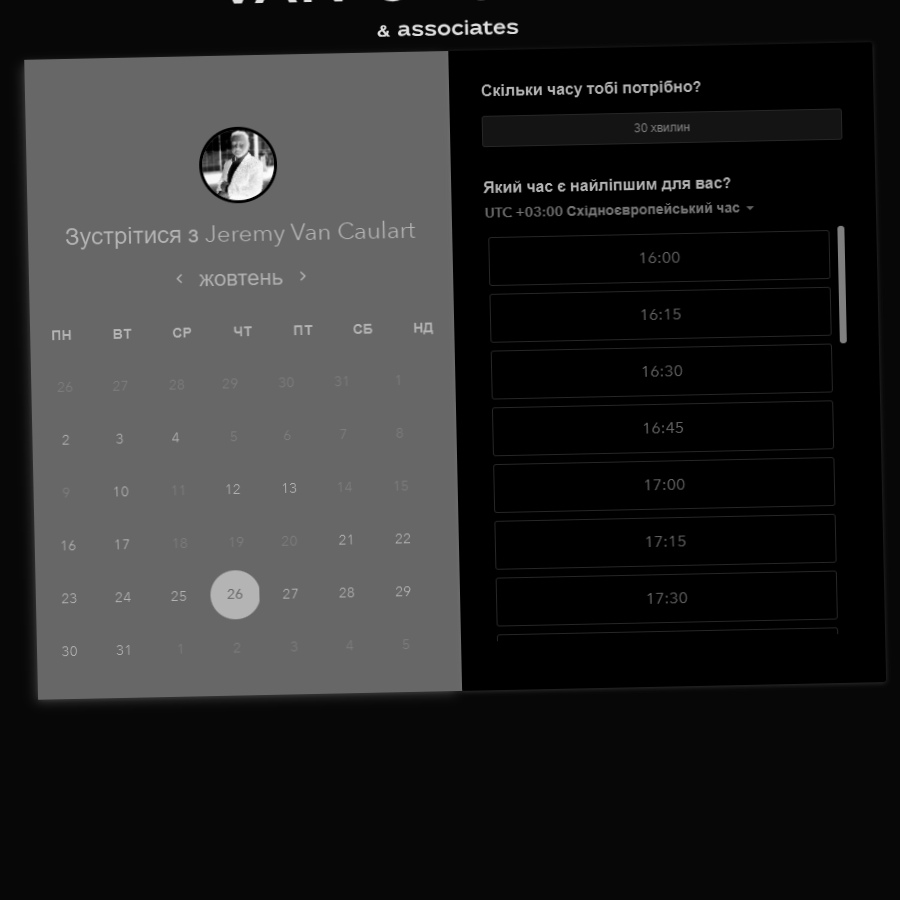 & associates
Зустрітися з Jeremy Van Caulart
жовтень
ПН ВТ СР ЧТ ПТ СБ НД
26 27 28 29 30 31 1
2 3 4 5 6 7 8
9 10 11 12 13 14 15
16 17 18 19 20 21 22
23 24 25 26 27 28 29
30 31 1 2 3 4 5
Скільки часу тобі потрібно?
30 хвилин
Який час є найліпшим для вас?
UTC +03:00 Східноєвропейський час
16:00
16:15
16:30
16:45
17:00
17:15
17:30